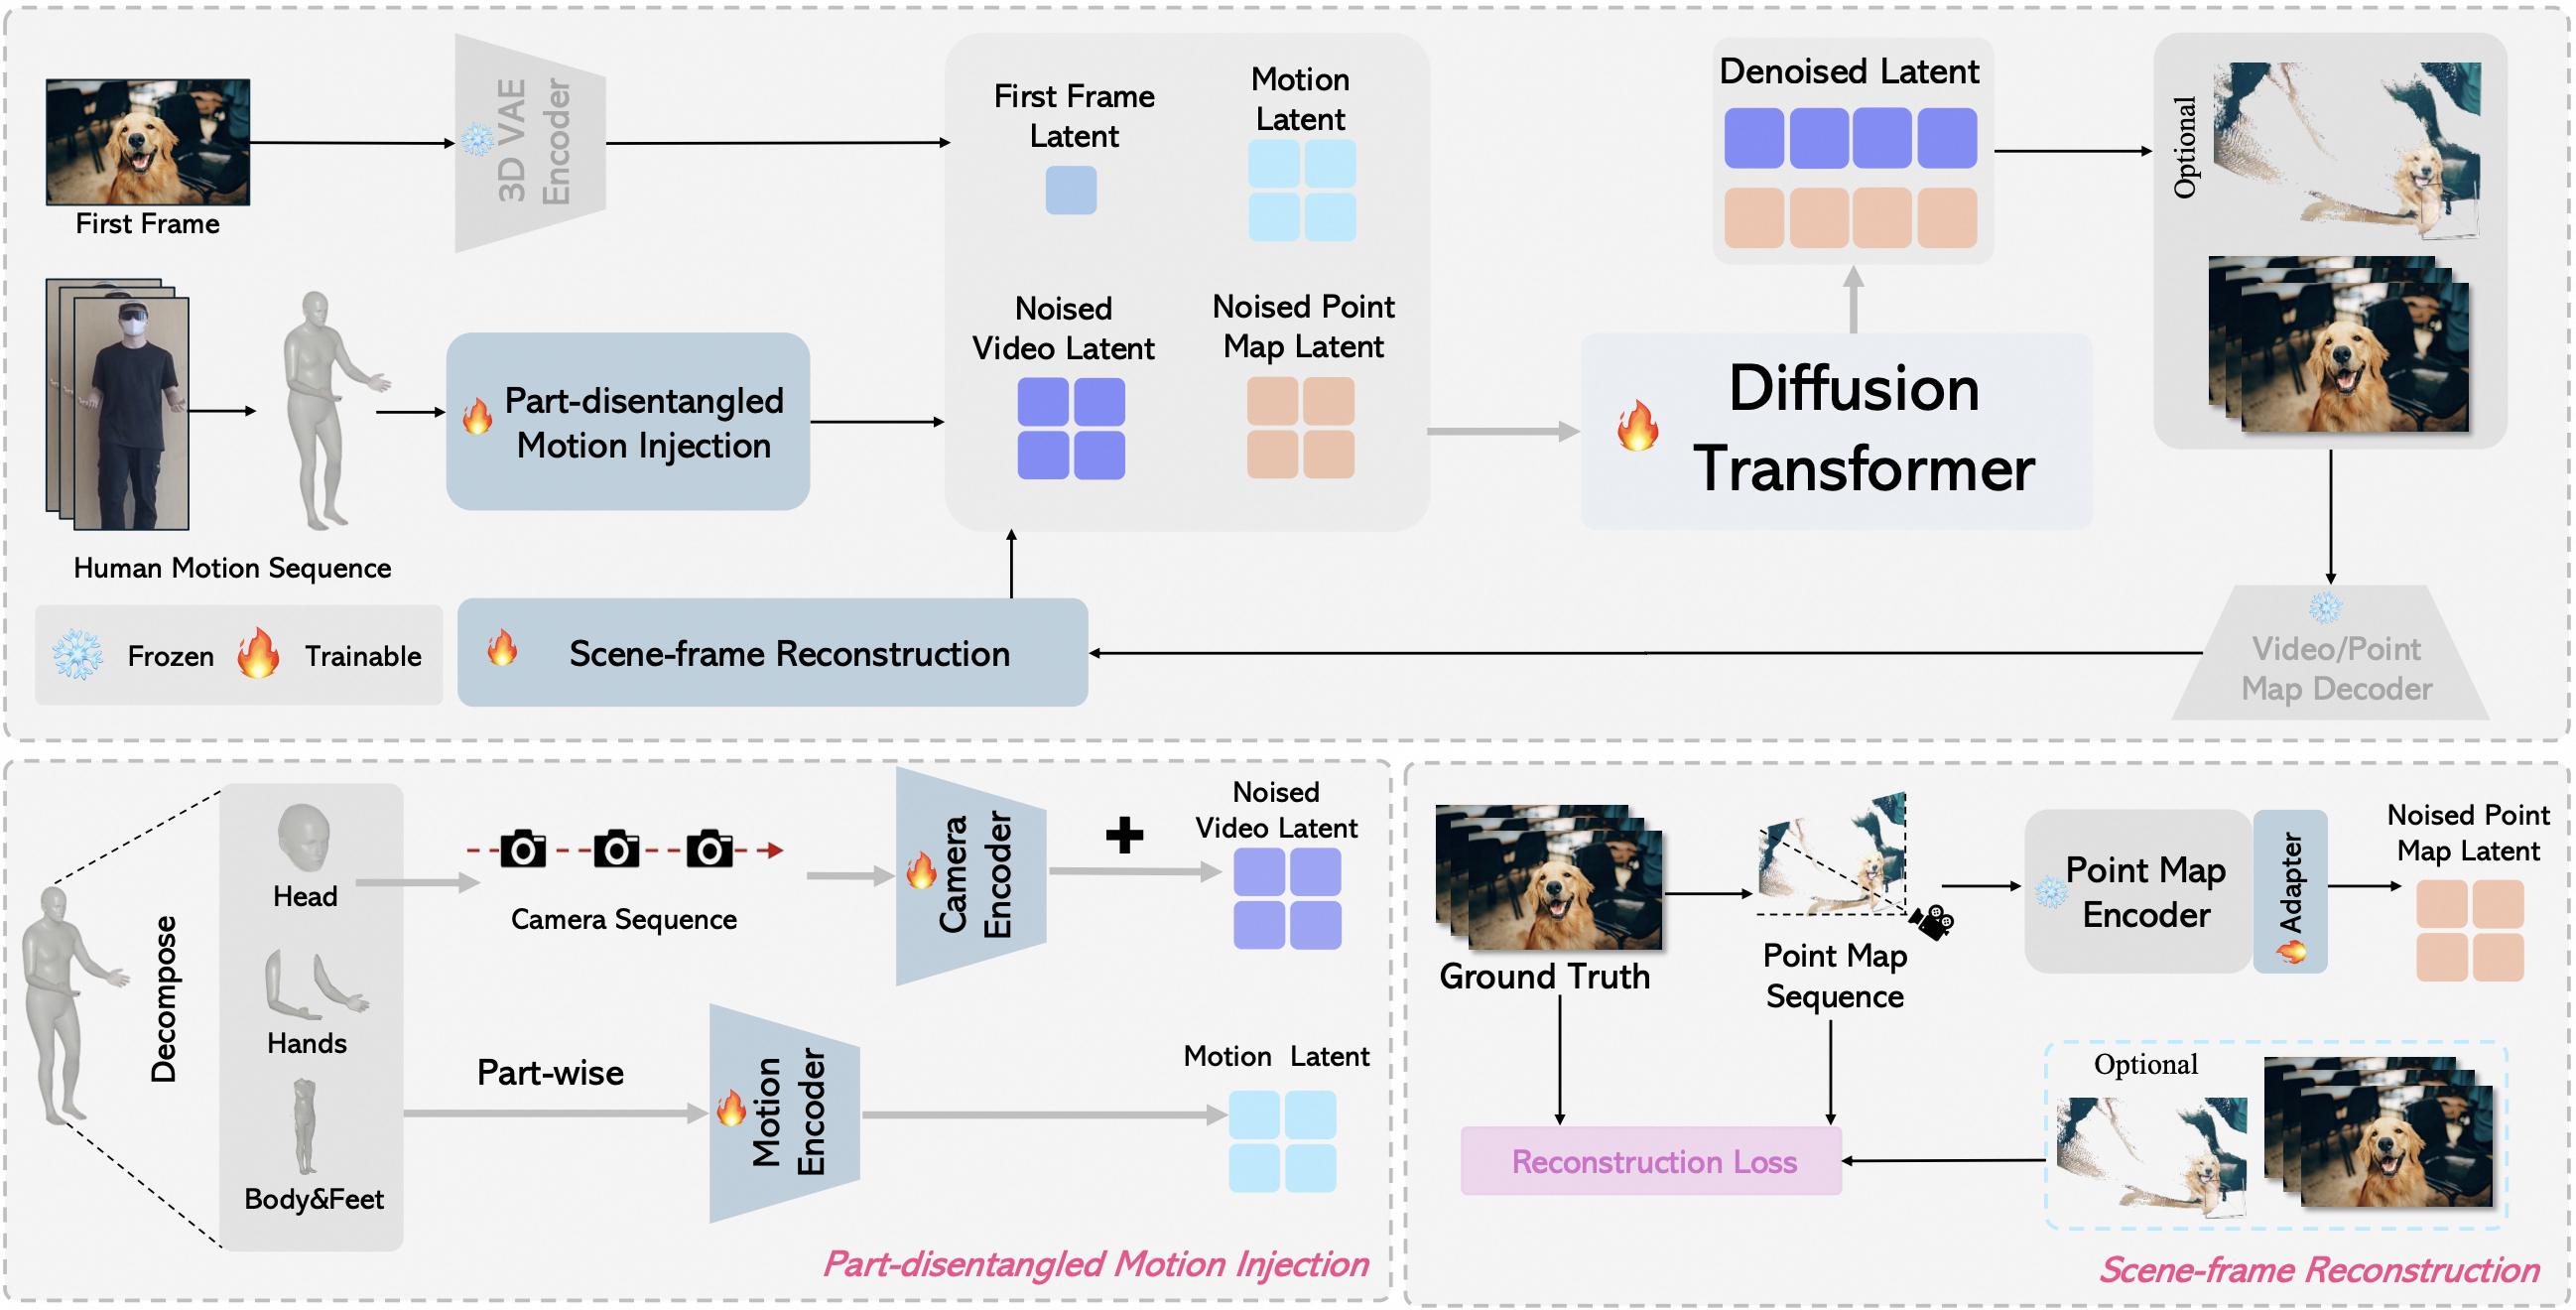 First Frame
3D VAE
Encoder
First Frame
Latent
Motion
Latent
Noised
Video Latent
Noised Point
Map Latent
Denoised Latent
Optional
Human Motion Sequence
Part-disentangled
Motion Injection
Diffusion
Transformer
Frozen
Trainable
Scene-frame Reconstruction
Video/Point
Map Decoder
Decompose
Head
Hands
Body&Feet
Camera Sequence
Camera
Encoder
+
Noised
Video Latent
Part-wise
Motion
Encoder
Motion Latent
Part-disentangled Motion Injection
Ground Truth
Point Map
Sequence
Point Map
Encoder
Adapter
Noised Point
Map Latent
Reconstruction Loss
Optional
Scene-frame Reconstruction